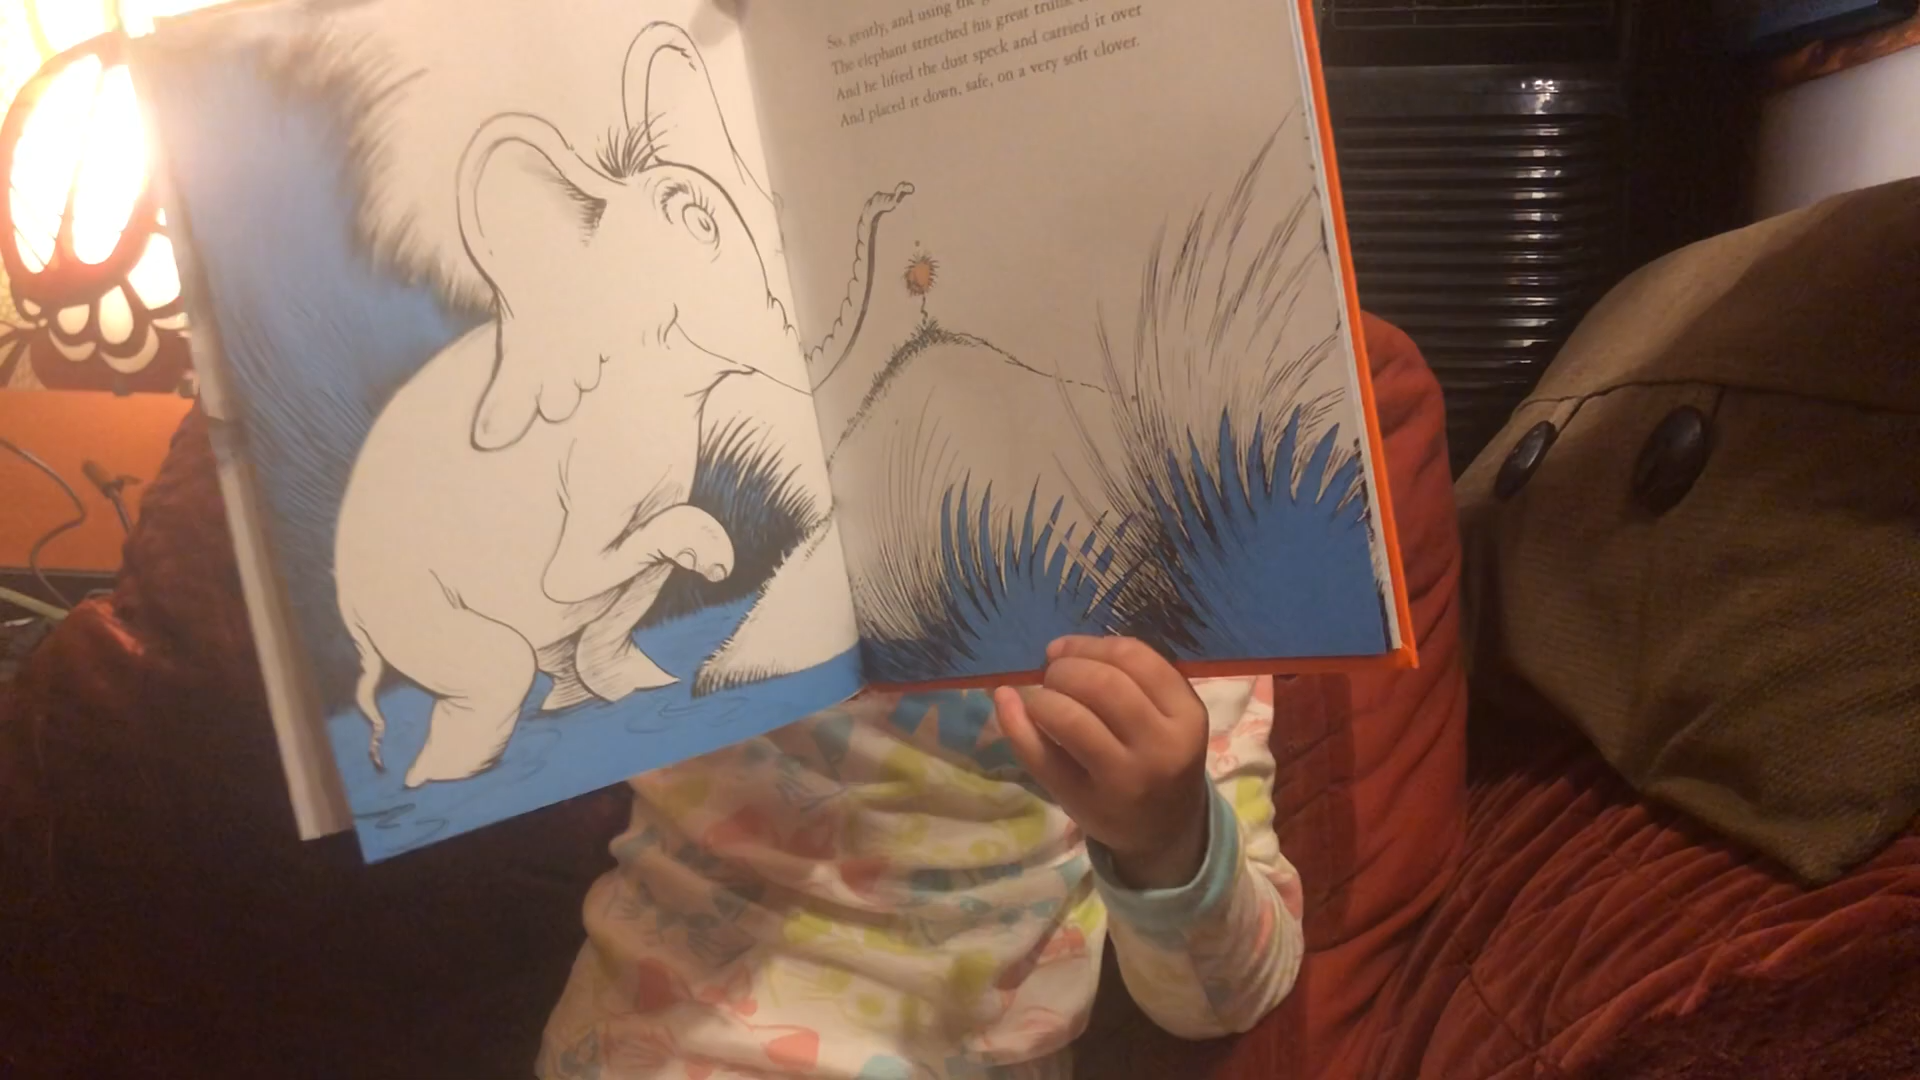 So, gently, and using the
The elephant stretched his great trunk
And he lifted the dust speck and carried it over
And placed it down, safe, on a very soft clover.